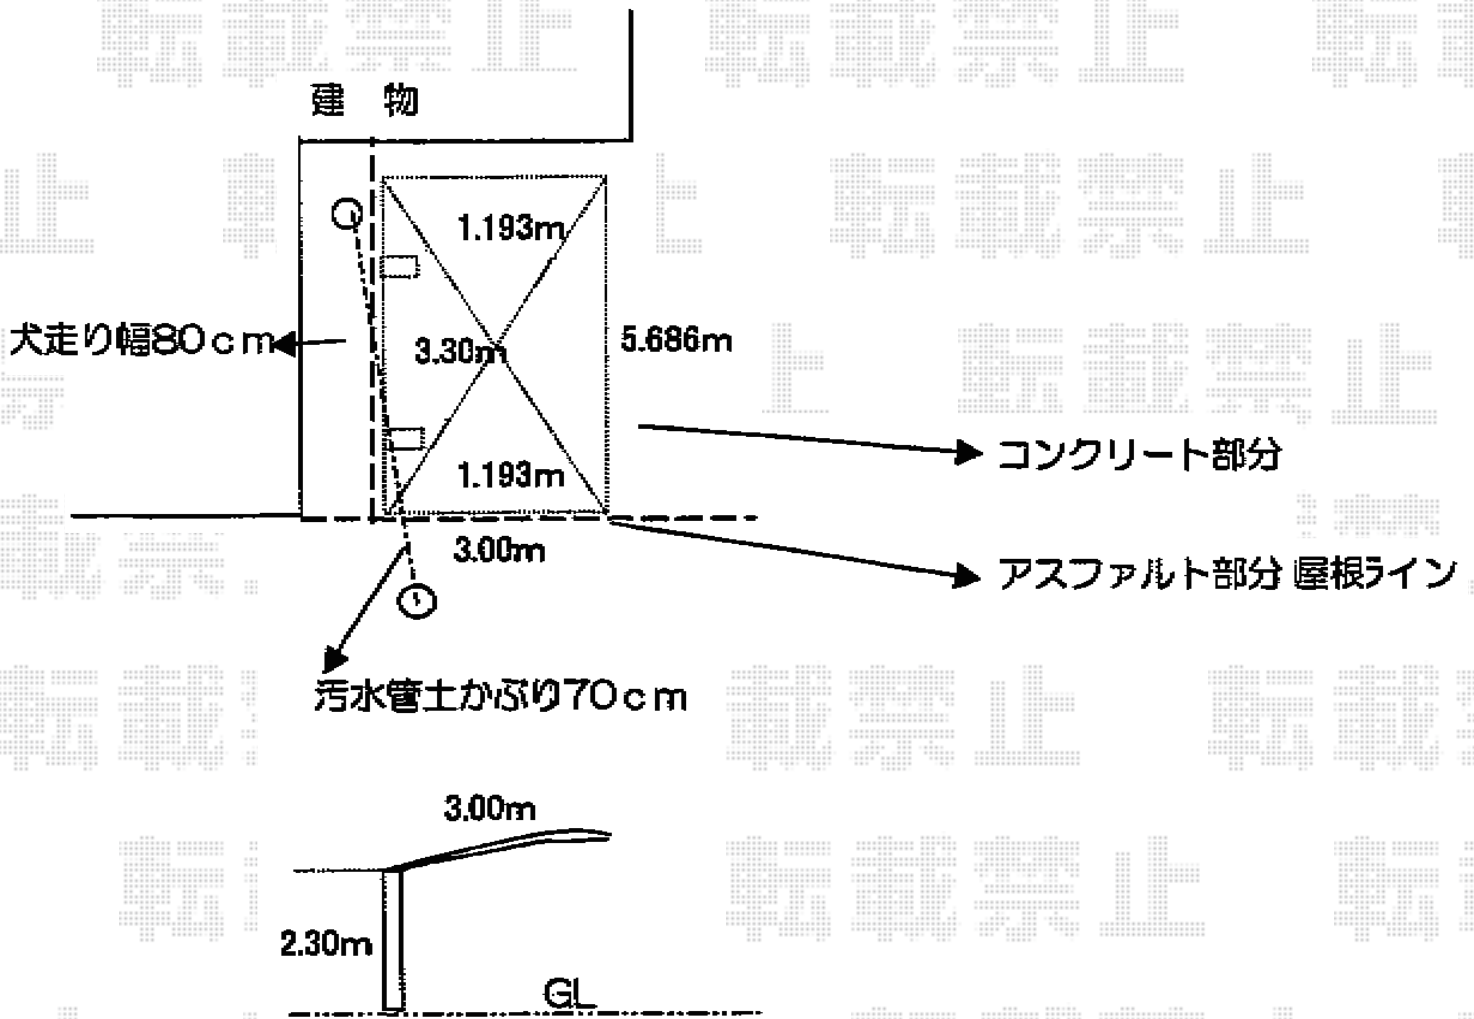 建 物
1.193m
犬走り幅80cm
3.30m
5.686m
コンクリート部分
1.193m
3.00m
アスファルト部分 屋根ライン
汚水管土かぶり70cm
3.00m
2.30m
GL
転載禁止